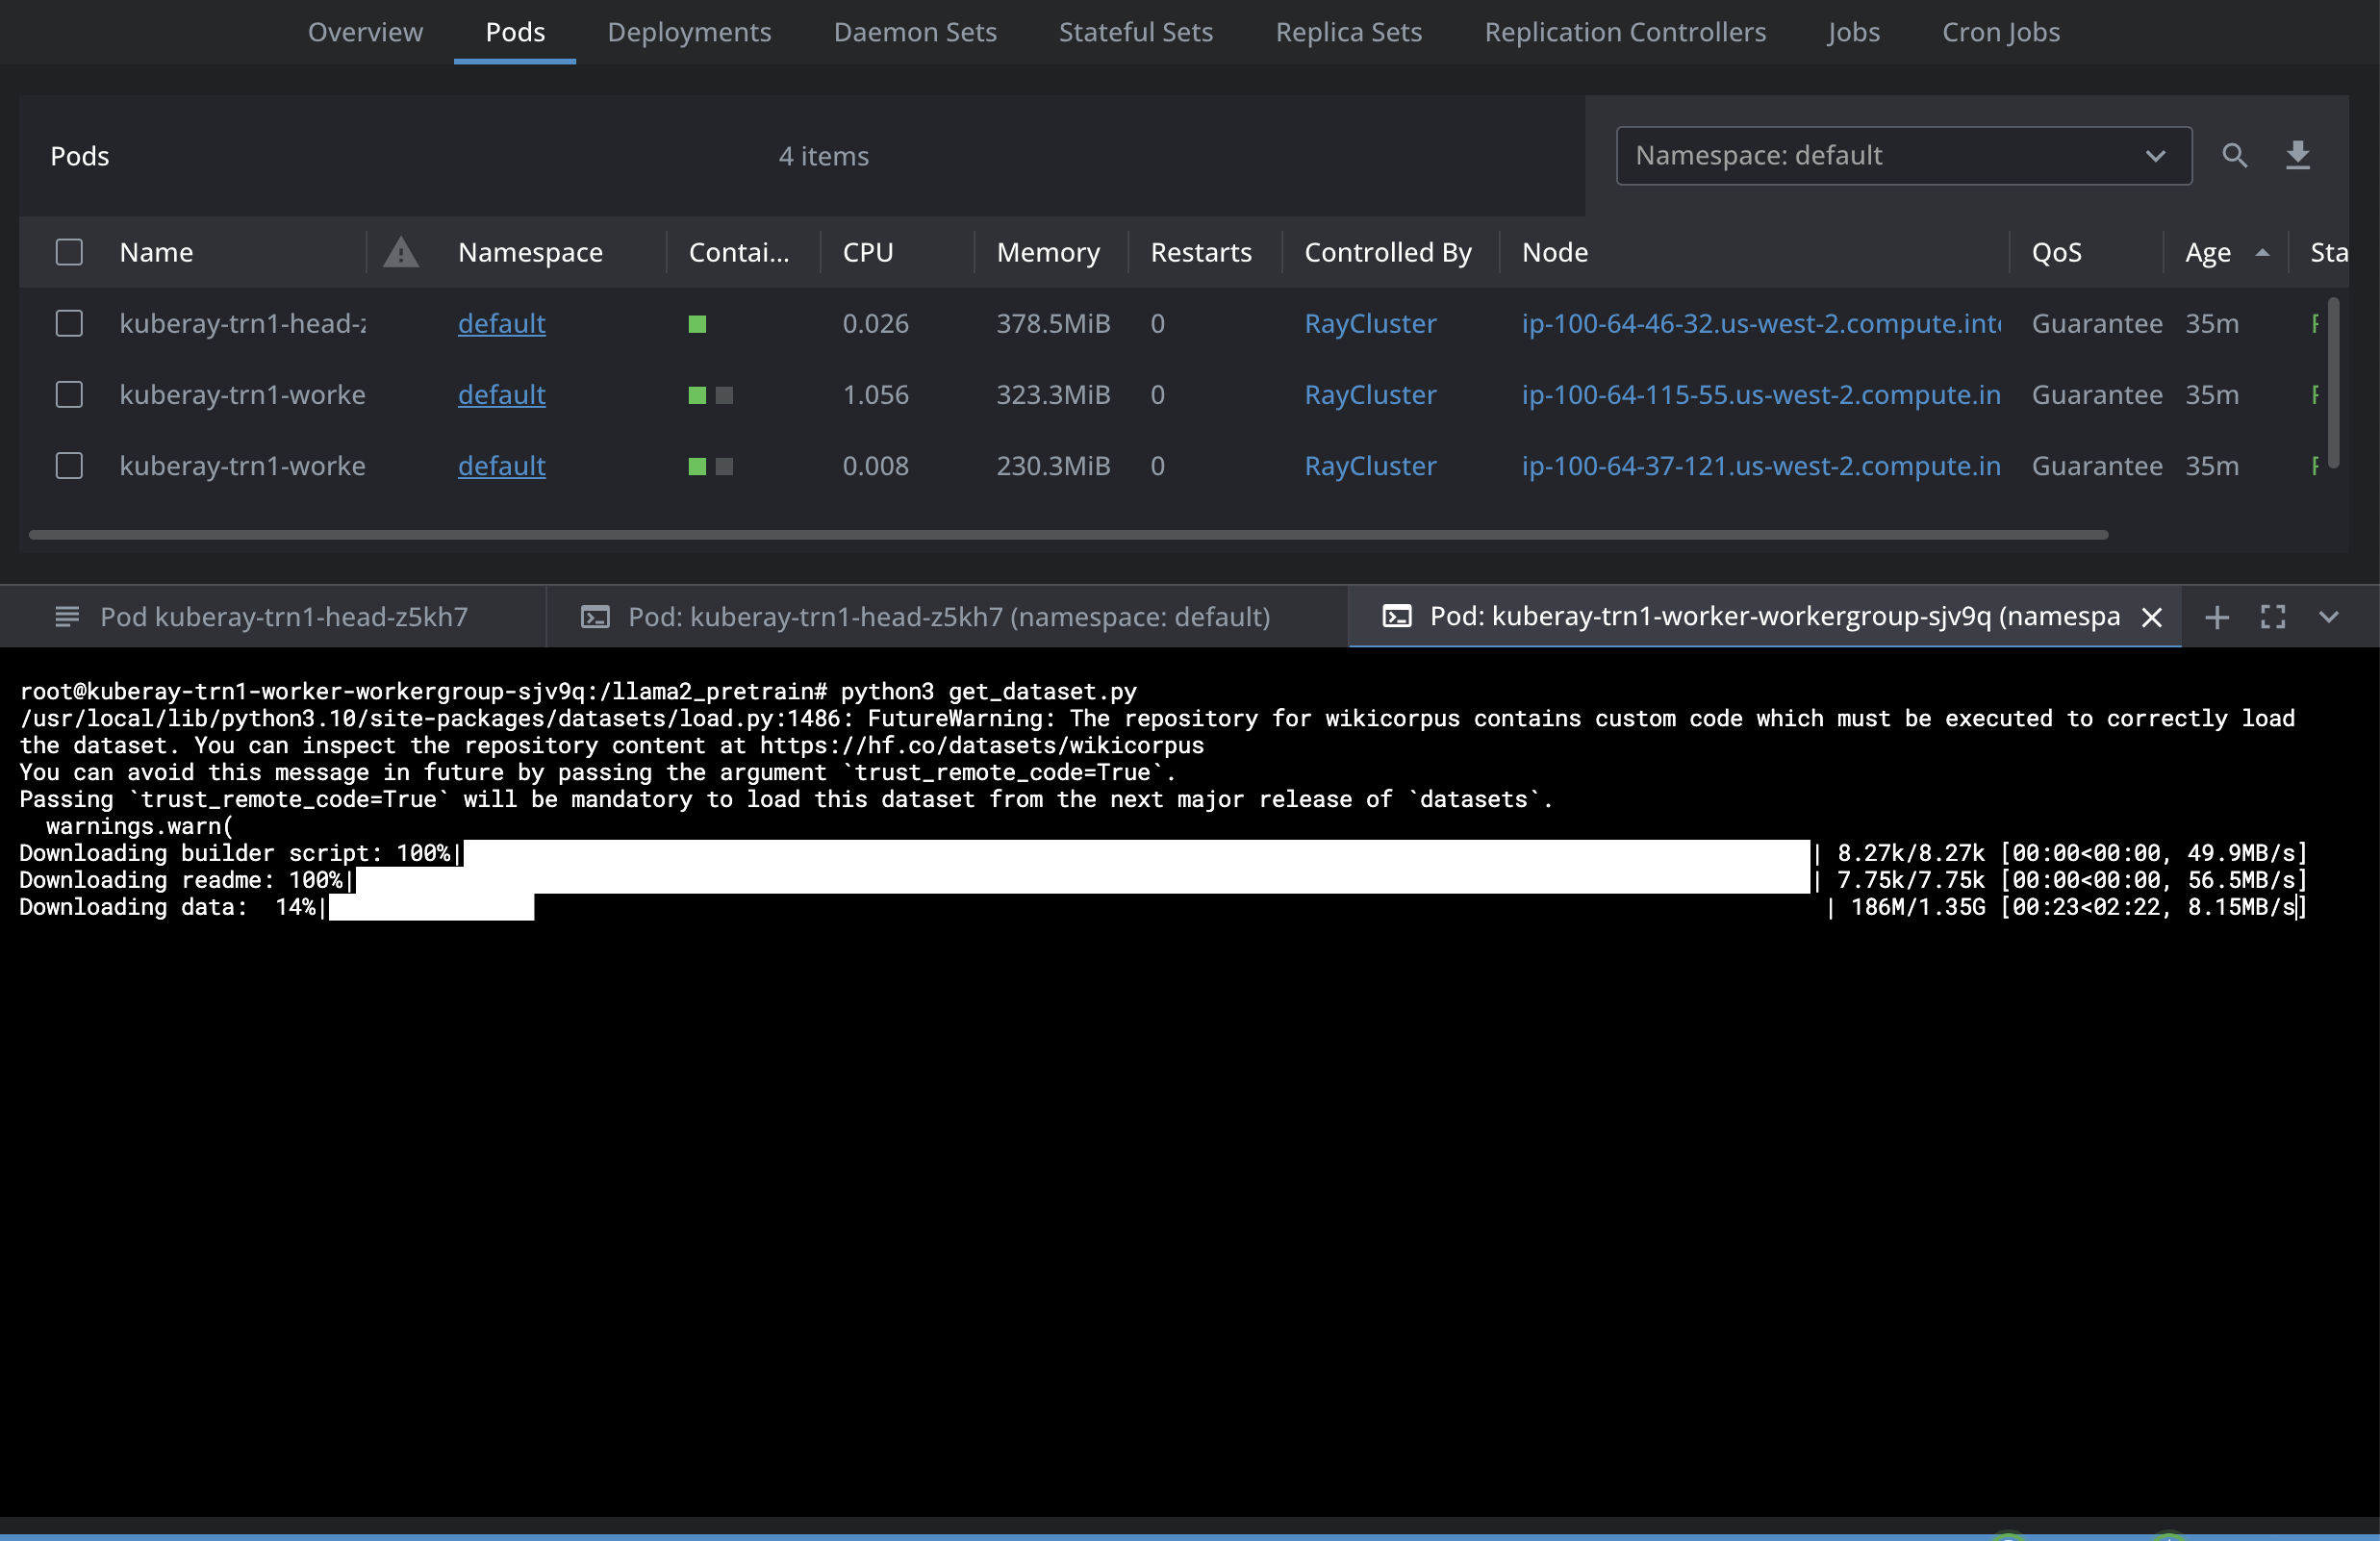 Overview Pods Deployments Daemon Sets Stateful Sets Replica Sets Replication Controllers Jobs Cron Jobs
Pods 4 items Namespace: default
Name Namespace Contai... CPU Memory Restarts Controlled By Node QoS Age Sta
kuberay-trn1-head-z default 0.026 378.5MiB 0 RayCluster ip-100-64-46-32.us-west-2.compute.inte Guarantee 35m
kuberay-trn1-worke default 1.056 323.3MiB 0 RayCluster ip-100-64-115-55.us-west-2.compute.in Guarantee 35m
kuberay-trn1-worke default 0.008 230.3MiB 0 RayCluster ip-100-64-37-121.us-west-2.compute.in Guarantee 35m
Pod kuberay-trn1-head-z5kh7 Pod: kuberay-trn1-head-z5kh7 (namespace: default) Pod: kuberay-trn1-worker-workergroup-sjv9q (namespa
root@kuberay-trn1-worker-workergroup-sjv9q:/llama2_pretrain# python3 get_dataset.py
/usr/local/lib/python3.10/site-packages/datasets/load.py:1486: FutureWarning: The repository for wikicorpus contains custom code which must be executed to correctly load
the dataset. You can inspect the repository content at https://hf.co/datasets/wikicorpus
You can avoid this message in future by passing the argument `trust_remote_code=True`.
Passing `trust_remote_code=True` will be mandatory to load this dataset from the next major release of `datasets`.
warnings.warn(
Downloading builder script: 100%| | 8.27k/8.27k [00:00<00:00, 49.9MB/s]
Downloading readme: 100%| | 7.75k/7.75k [00:00<00:00, 56.5MB/s]
Downloading data: 14%| | 186M/1.35G [00:23<02:22, 8.15MB/s]